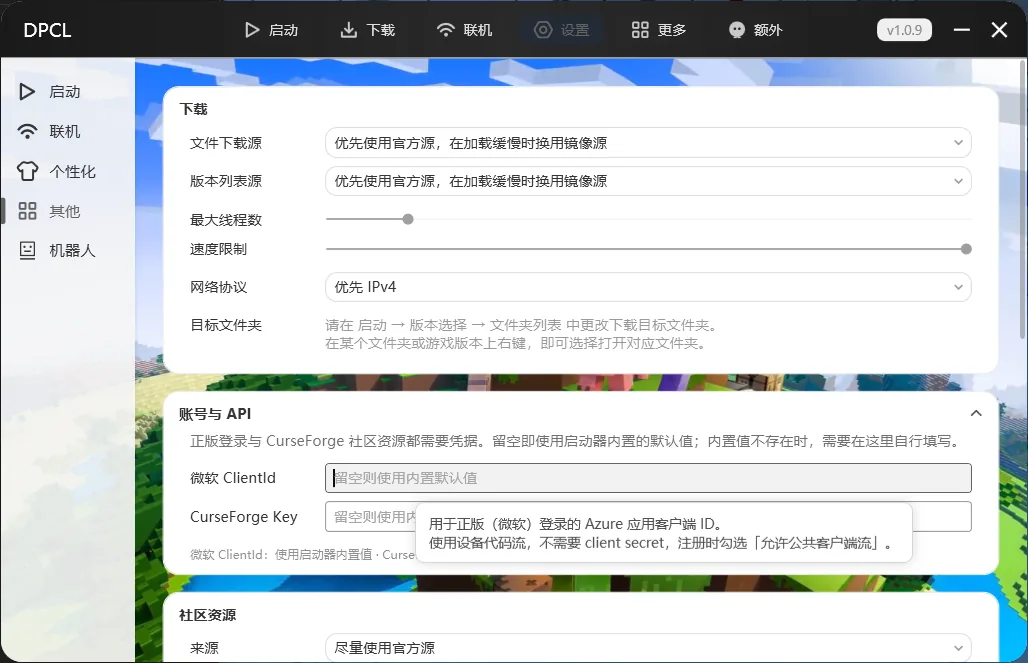 DPCL
启动
下载
联机
设置
更多
额外
v1.0.9
启动
联机
个性化
其他
机器人
下载
文件下载源
优先使用官方源，在加载缓慢时换用镜像源
版本列表源
优先使用官方源，在加载缓慢时换用镜像源
最大线程数
速度限制
网络协议
优先 IPv4
目标文件夹
请在 启动 → 版本选择 → 文件夹列表 中更改下载目标文件夹。
在某个文件夹或游戏版本上右键，即可选择打开对应文件夹。
账号与 API
正版登录与 CurseForge 社区资源都需要凭据。留空即使用启动器内置的默认值；内置值不存在时，需要在这里自行填写。
微软 ClientId
留空则使用内置默认值
CurseForge Key
留空则使用内
用于正版（微软）登录的 Azure 应用客户端 ID。
使用设备代码流，不需要 client secret，注册时勾选「允许公共客户端流」。
微软 ClientId：使用启动器内置值 · Curse
社区资源
来源
尽量使用官方源